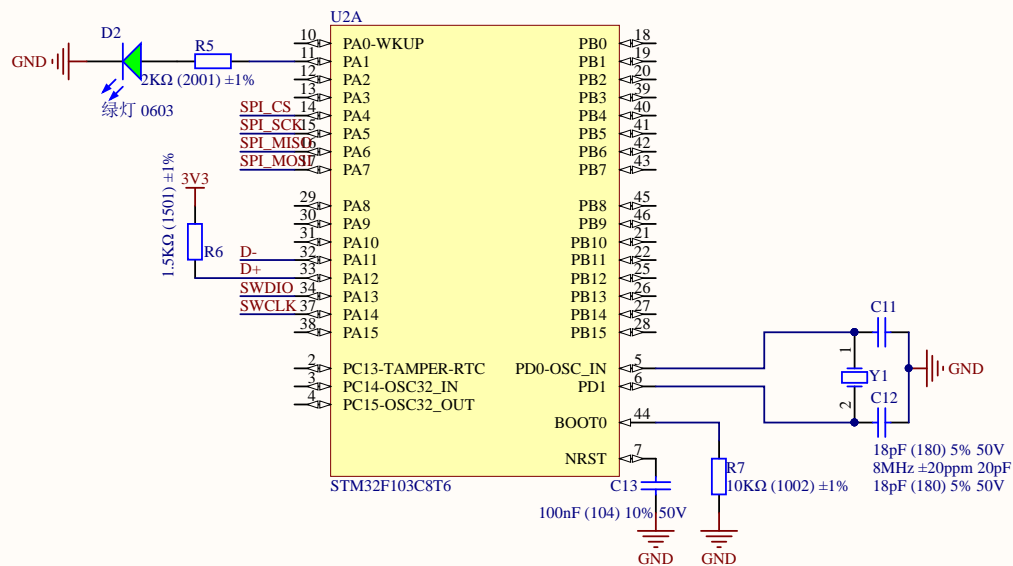 U2A
D2
R5
GND
2KΩ (2001) ±1%
绿灯 0603
10 PA0-WKUP
11 PA1
12 PA2
13 PA3
SPI_CS 14 PA4
SPI_SCK 15 PA5
SPI_MISO 16 PA6
SPI_MOSI 17 PA7
3V3
1.5KΩ (1501) ±1%
R6
29 PA8
30 PA9
31 PA10
D- 32 PA11
D+ 33 PA12
SWDIO 34 PA13
SWCLK 37 PA14
38 PA15
2 PC13-TAMPER-RTC
3 PC14-OSC32_IN
4 PC15-OSC32_OUT
PB0 18
PB1 19
PB2 20
PB3 39
PB4 40
PB5 41
PB6 42
PB7 43
PB8 45
PB9 46
PB10 21
PB11 22
PB12 25
PB13 26
PB14 27
PB15 28
PD0-OSC_IN 5
PD1 6
BOOT0 44
NRST 7
STM32F103C8T6
C11
1
Y1
2
C12
GND
18pF (180) 5% 50V
8MHz ±20ppm 20pF
18pF (180) 5% 50V
R7
10KΩ (1002) ±1%
C13
100nF (104) 10% 50V
GND
GND